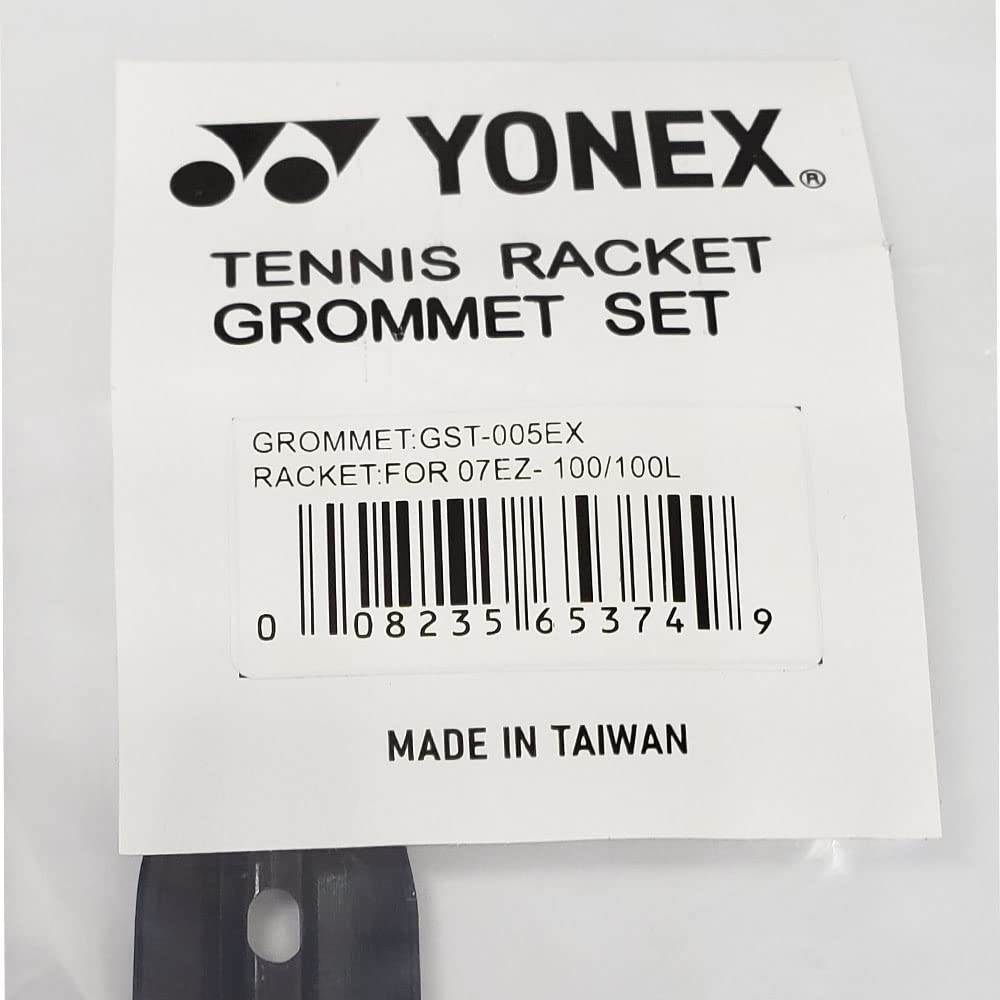 YONEX®
TENNIS RACKET
GROMMET SET
GROMMET:GST-005EX
RACKET:FOR 07EZ- 100/100L
0 08235 65374 9
MADE IN TAIWAN